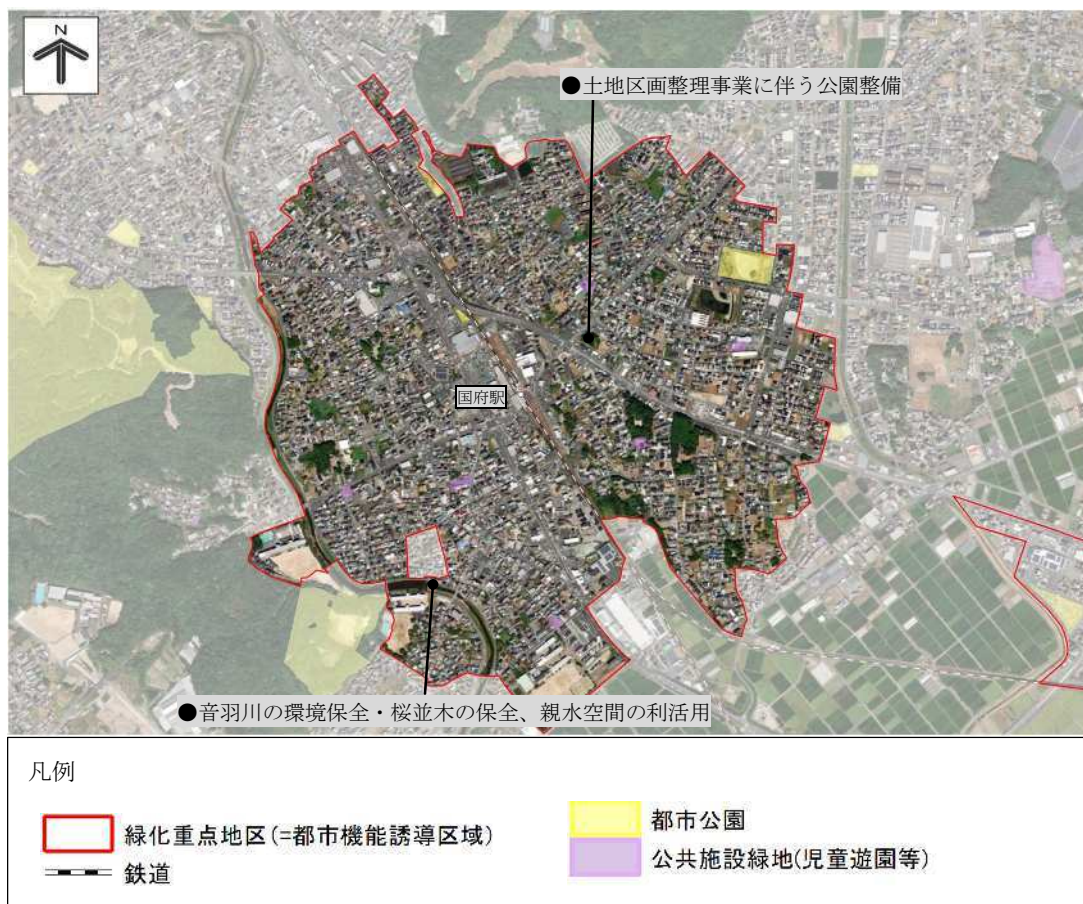 N
●土地区画整理事業に伴う公園整備
国府駅
●音羽川の環境保全・桜並木の保全、親水空間の利活用
凡例
緑化重点地区(=都市機能誘導区域)
鉄道
都市公園
公共施設緑地(児童遊園等)